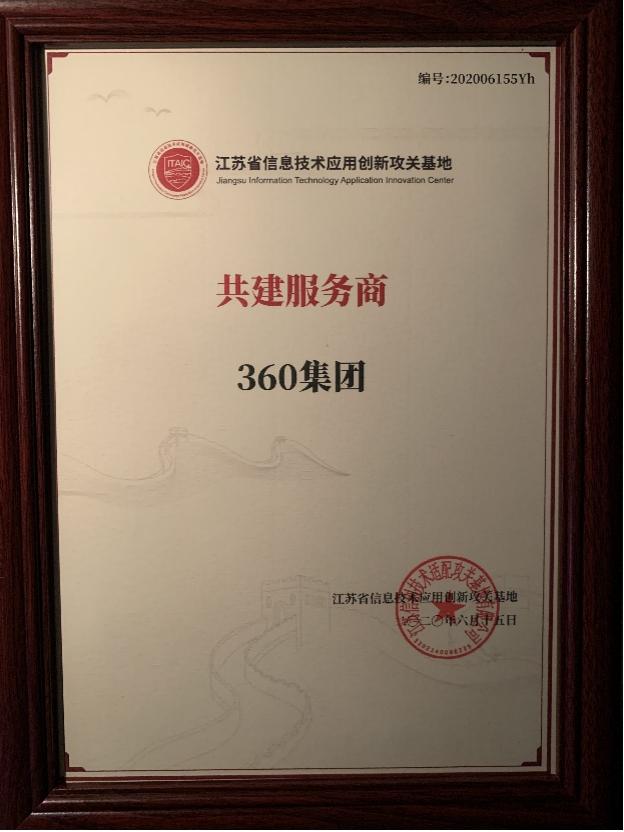 编号:202006155Yh
ITAIC
江苏省信息技术应用创新攻关基地
Jiangsu Information Technology Application Innovation Center
共建服务商
360集团
江苏省信息技术应用创新攻关基地
二〇二〇年六月十五日